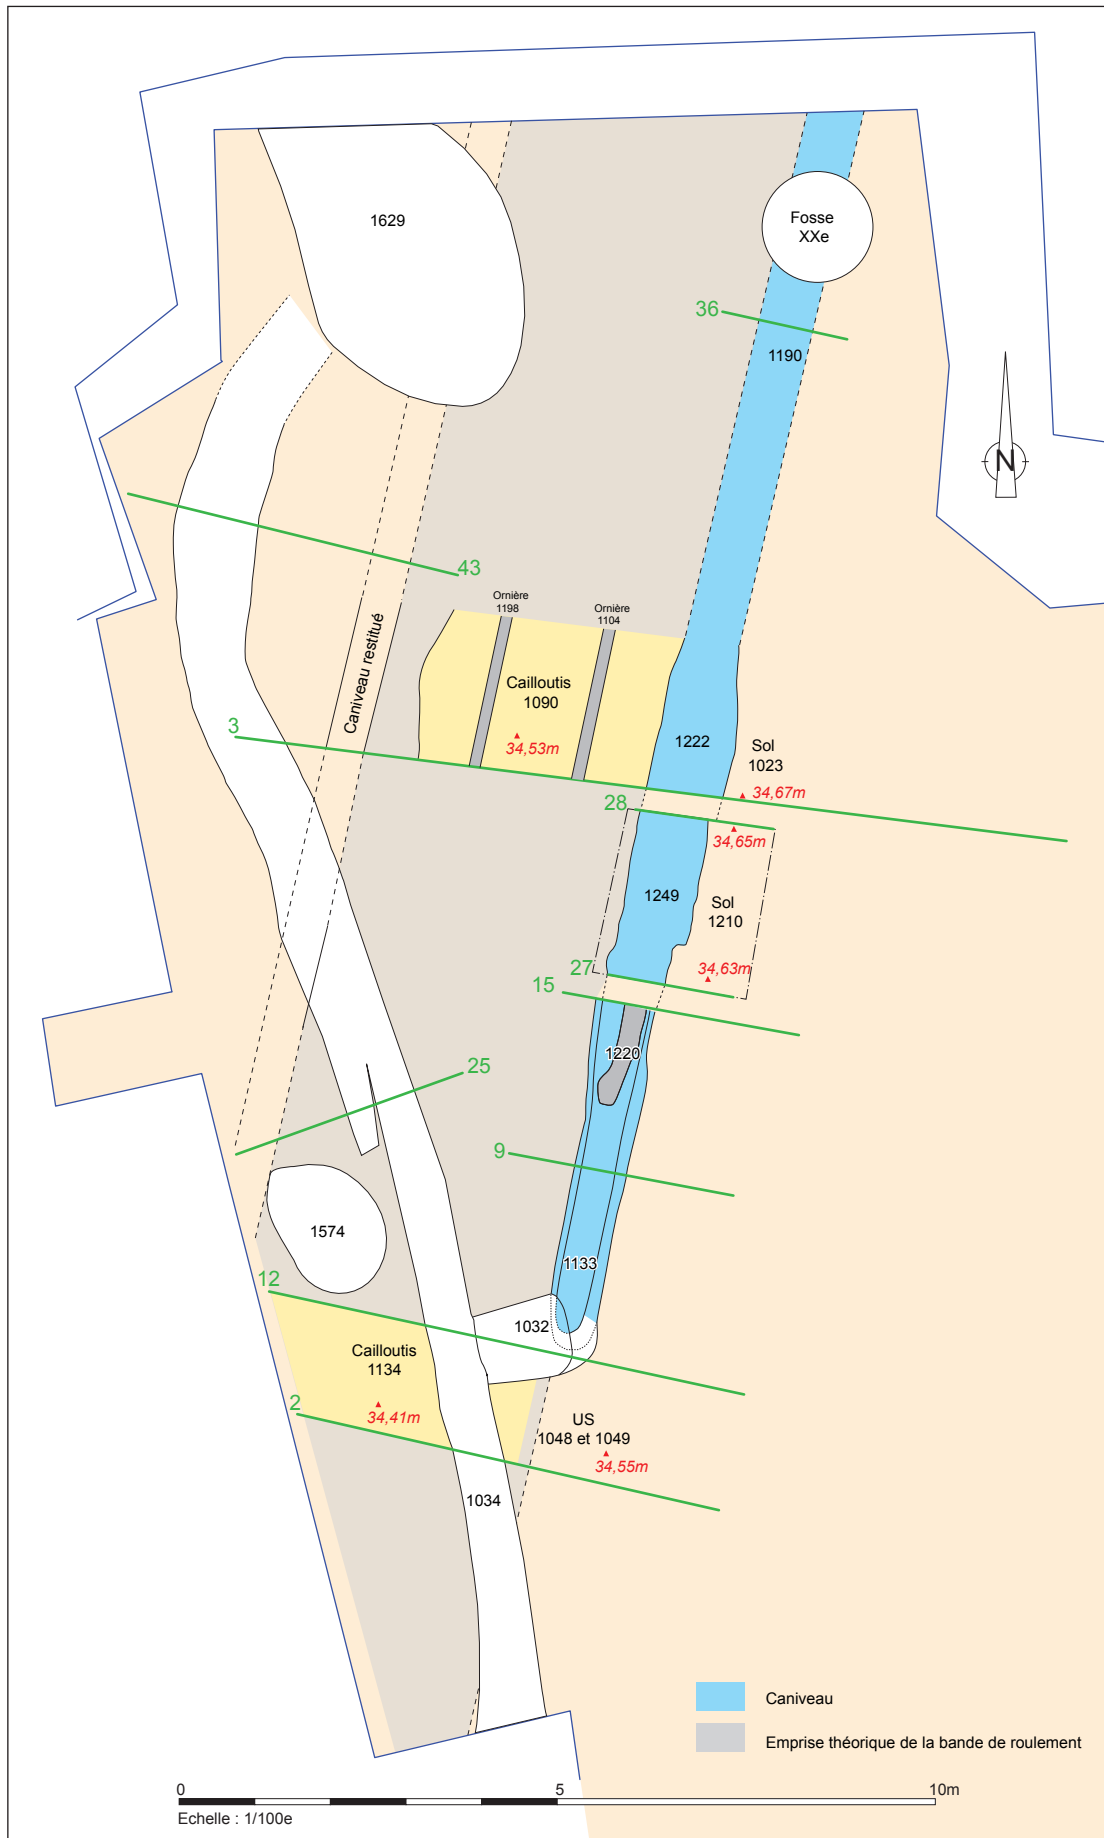 1629
Fosse
XXe
36
1190
N
43
Ornière
1198
Ornière
1104
Caniveau restitué
Cailloutis
1090
34,53m
3
1222
Sol
1023
34,67m
28
34,65m
1249
Sol
1210
27
34,63m
15
1220
25
9
1574
1133
12
1032
Cailloutis
1134
34,41m
2
US
1048 et 1049
34,55m
1034
Caniveau
Emprise théorique de la bande de roulement
0
5
10m
Echelle : 1/100e